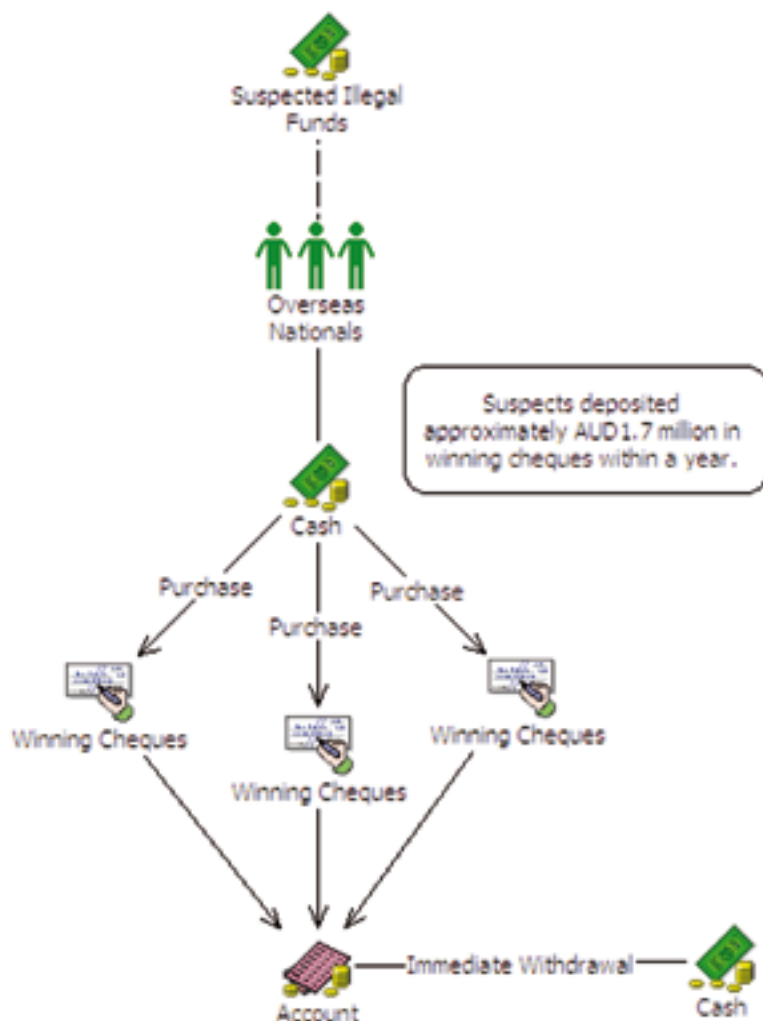 Suspected Illegal
Funds
Overseas
Nationals
Suspects deposited
approximately AUD1.7 million in
winning cheques within a year.
Cash
Purchase
Purchase
Purchase
Winning Cheques
Winning Cheques
Winning Cheques
Immediate Withdrawal
Account
Cash